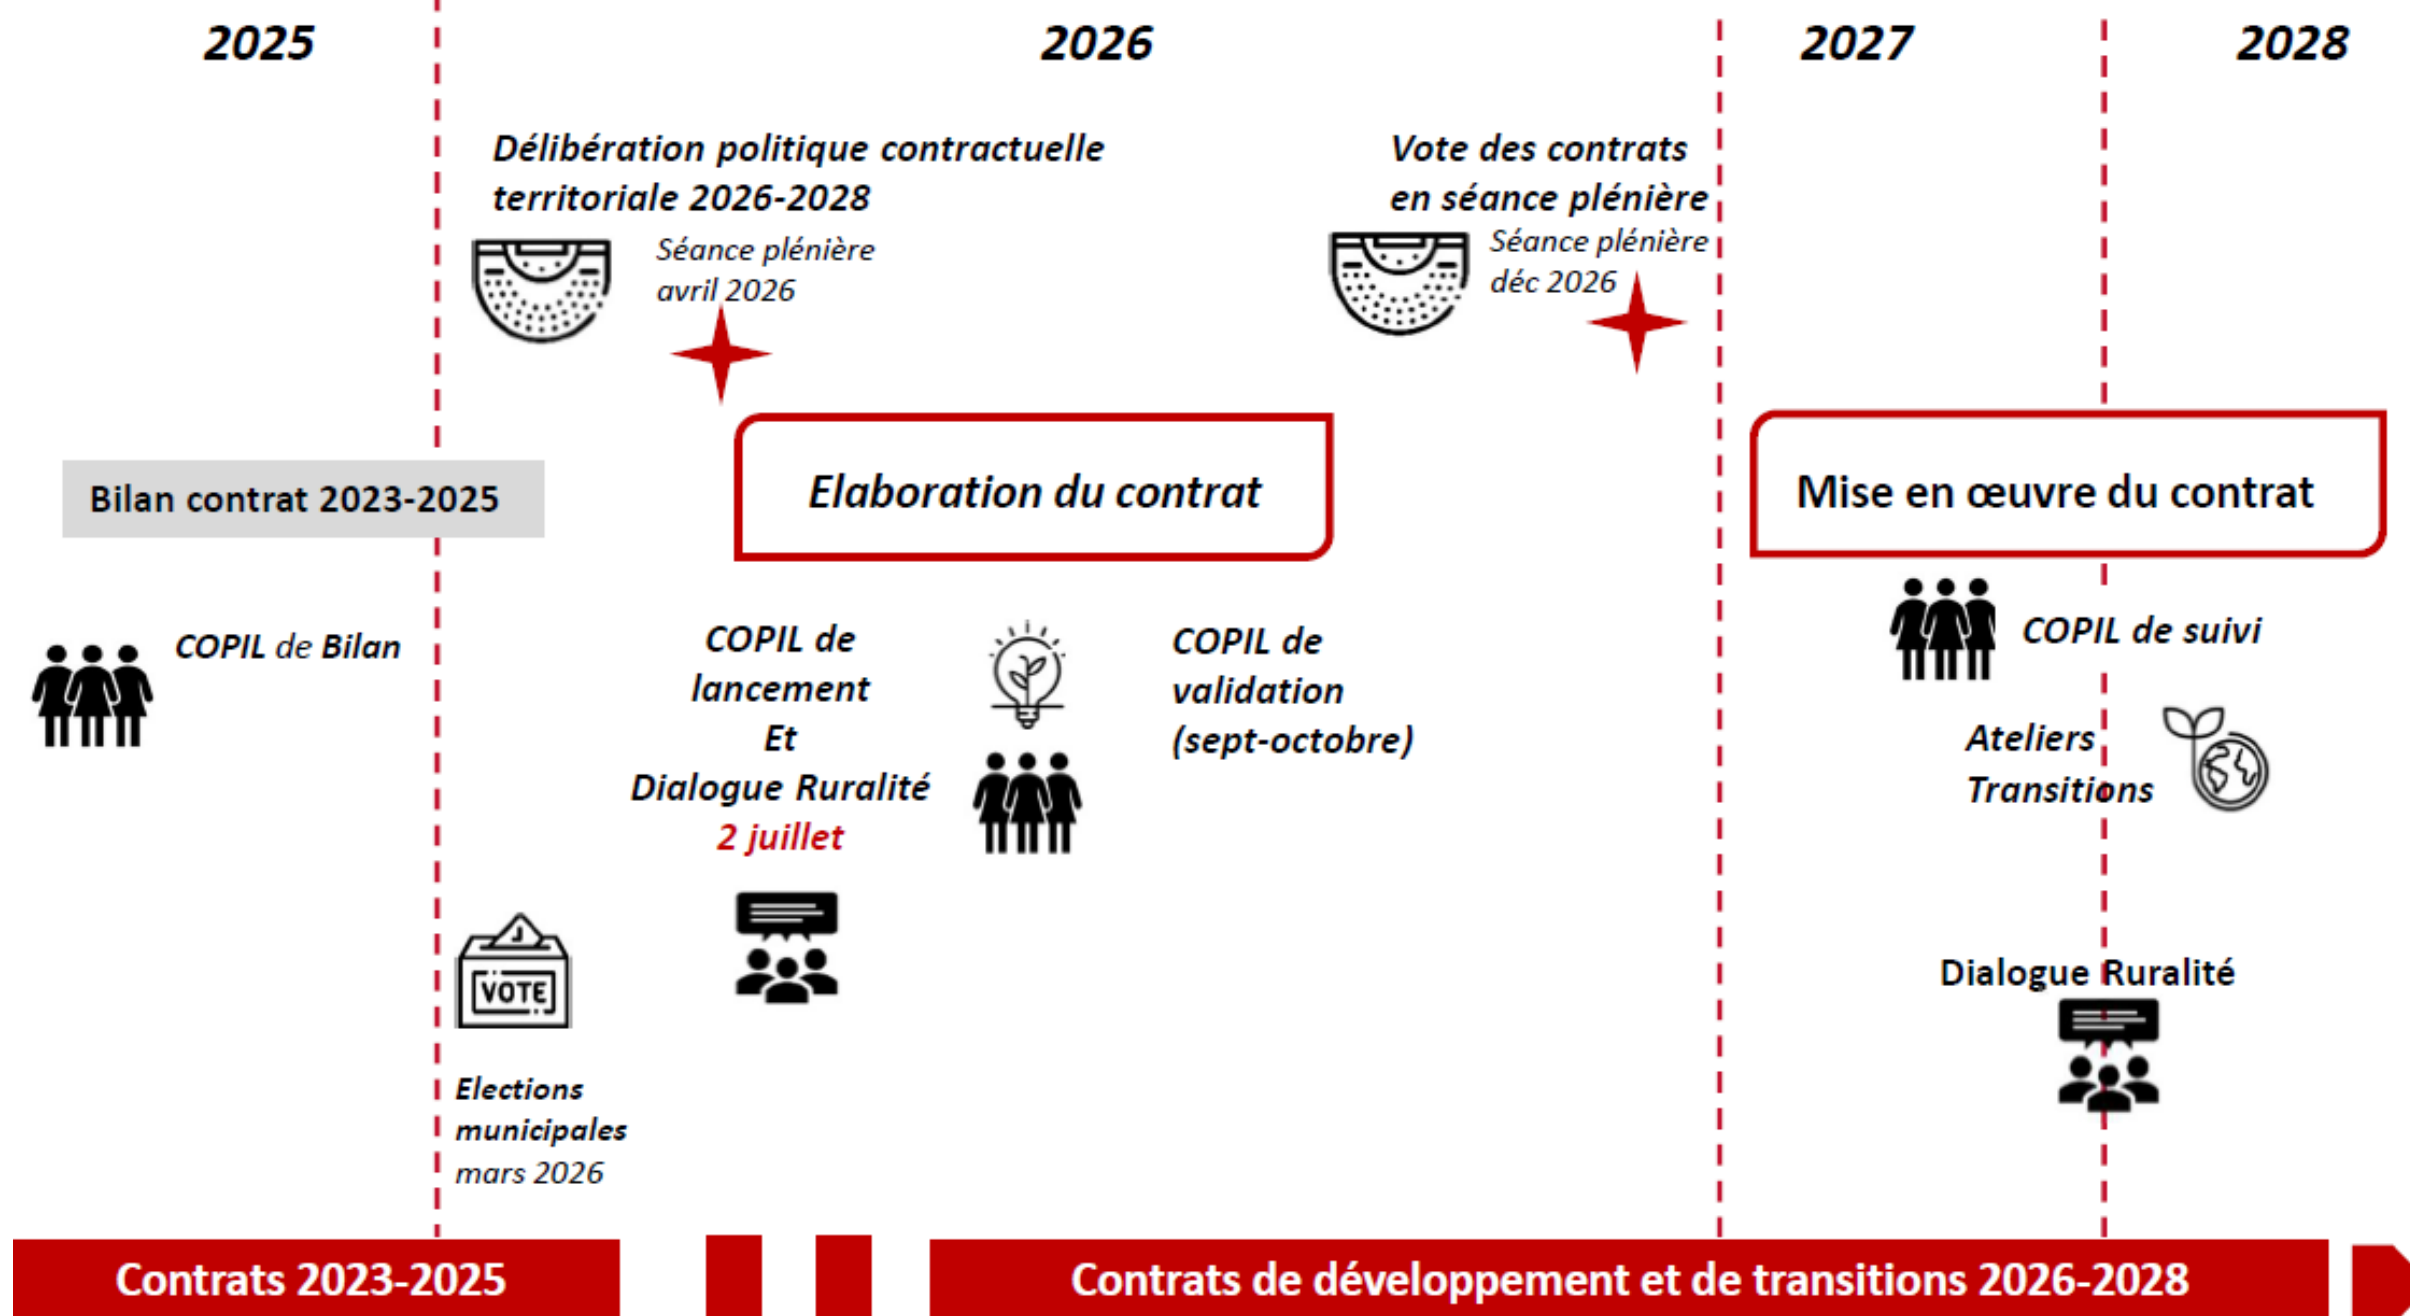 2025
2026
2027
2028
Délibération politique contractuelle
territoriale 2026-2028
Séance plénière
avril 2026
Vote des contrats
en séance plénière
Séance plénière
déc 2026
Bilan contrat 2023-2025
Elaboration du contrat
Mise en œuvre du contrat
COPIL de Bilan
COPIL de
lancement
Et
Dialogue Ruralité
2 juillet
COPIL de
validation
(sept-octobre)
COPIL de suivi
Ateliers
Transitions
Dialogue Ruralité
VOTE
Elections
municipales
mars 2026
Contrats 2023-2025
Contrats de développement et de transitions 2026-2028